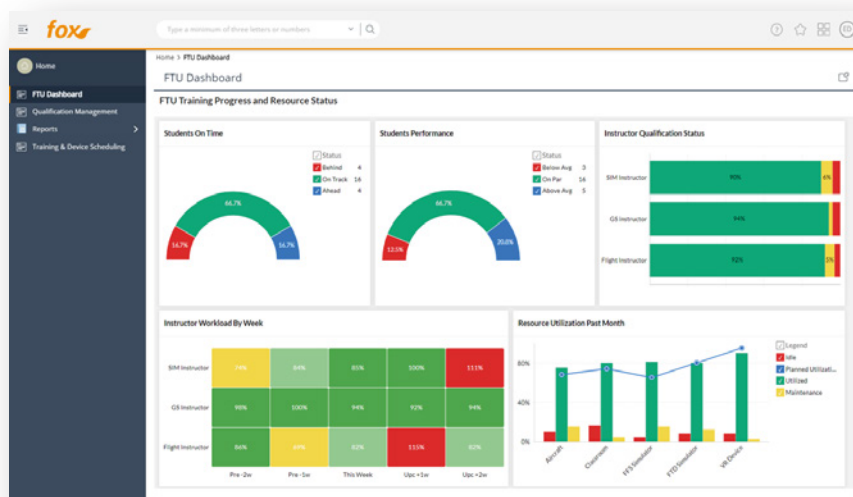 fox
Type a minimum of three letters or numbers
ED
Home
FTU Dashboard
Qualification Management
Reports
Training & Device Scheduling
Home > FTU Dashboard
FTU Dashboard
FTU Training Progress and Resource Status
Students On Time
Status
Behind 4
On Track 16
Ahead 4
66.7%
16.7%
16.7%
Students Performance
Status
Below Avg 3
On Par 16
Above Avg 5
66.7%
12.5%
20.8%
Instructor Qualification Status
SIM Instructor 90% 6%
GS Instructor 94%
Flight Instructor 92% 5%
Instructor Workload By Week
SIM Instructor 74% 84% 85% 100% 111%
GS Instructor 98% 100% 94% 92% 94%
Flight Instructor 86% 69% 82% 115% 82%
Pre -2w Pre -1w This Week Upc +1w Upc +2w
Resource Utilization Past Month
Legend
Idle
Planned Utilizati...
Utilized
Maintenance
80%
40%
0%
Aircraft Classroom FFS Simulator FTD Simulator VR Device